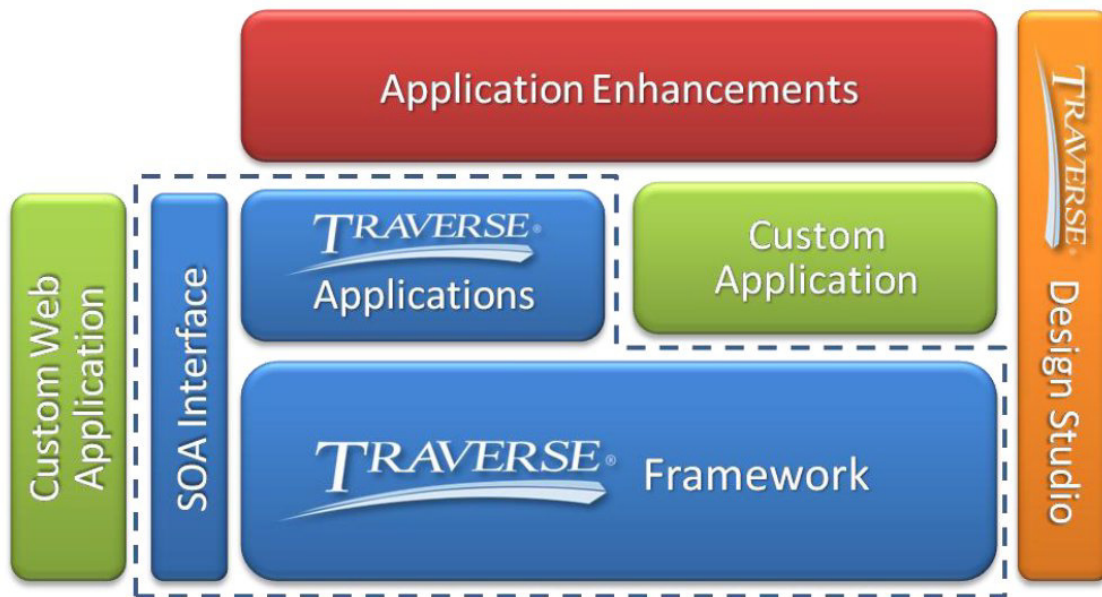 Application Enhancements
TRAVERSE®
Applications
Custom
Application
Custom Web
Application
SOA Interface
TRAVERSE® Framework
TRAVERSE® Design Studio